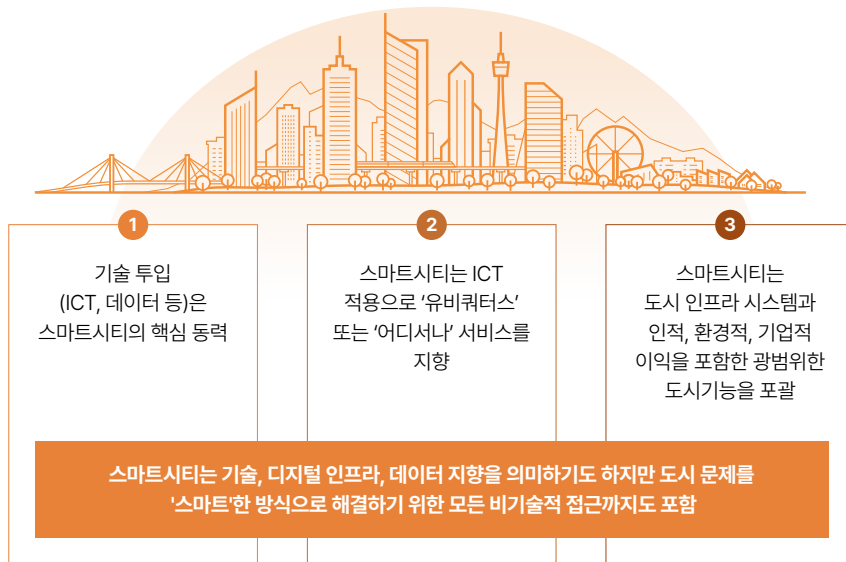 1
기술 투입
(ICT, 데이터 등)은
스마트시티의 핵심 동력
2
스마트시티는 ICT
적용으로 ‘유비쿼터스’
또는 ‘어디서나’ 서비스를
지향
3
스마트시티는
도시 인프라 시스템과
인적, 환경적, 기업적
이익을 포함한 광범위한
도시기능을 포괄
스마트시티는 기술, 디지털 인프라, 데이터 지향을 의미하기도 하지만 도시 문제를
'스마트'한 방식으로 해결하기 위한 모든 비기술적 접근까지도 포함